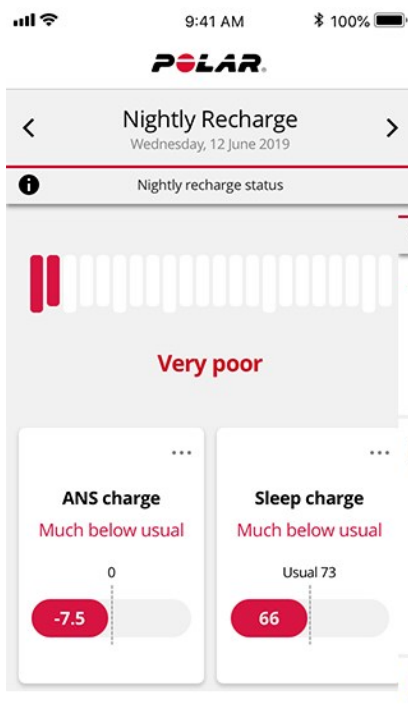 9:41 AM 100%
POLAR.
Nightly Recharge
Wednesday, 12 June 2019
Nightly recharge status
Very poor
ANS charge
Much below usual
0
-7.5
Sleep charge
Much below usual
Usual 73
66